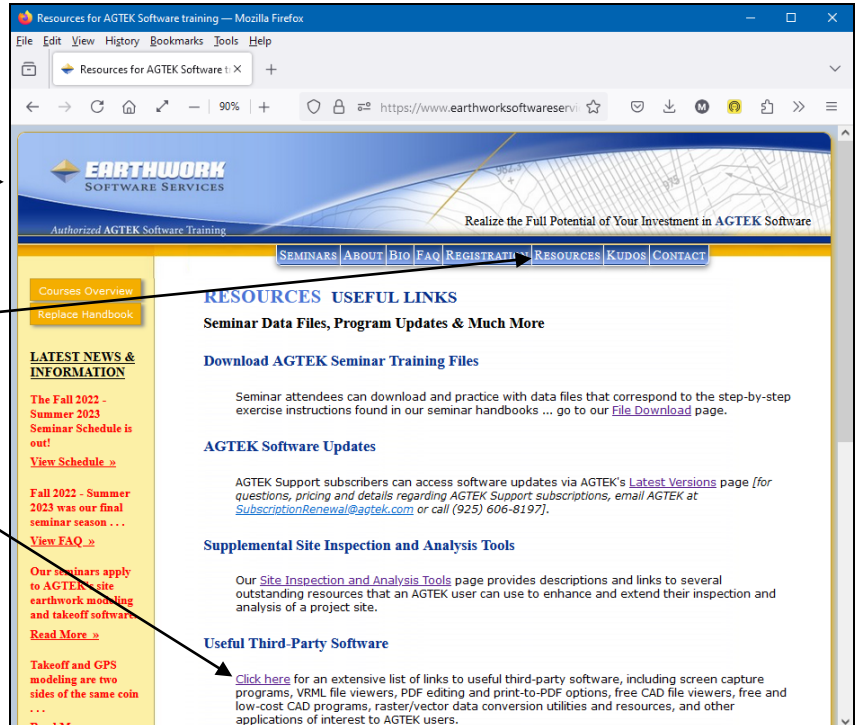 Resources for AGTEK Software training — Mozilla Firefox
File Edit View History Bookmarks Tools Help
Resources for AGTEK Software t
90%
https://www.earthworksoftwareservi
982.3
975
EARTHWORK
SOFTWARE SERVICES
Authorized AGTEK Software Training
Realize the Full Potential of Your Investment in AGTEK Software
SEMINARS ABOUT BIO FAQ REGISTRATION RESOURCES KUDOS CONTACT
Courses Overview
Replace Handbook
LATEST NEWS &
INFORMATION
The Fall 2022 -
Summer 2023
Seminar Schedule is
out!
View Schedule »
Fall 2022 - Summer
2023 was our final
seminar season . . .
View FAQ »
Our seminars apply
to AGTEK's site
earthwork modeling
and takeoff software.
Read More »
Takeoff and GPS
modeling are two
sides of the same coin
. . .
RESOURCES USEFUL LINKS
Seminar Data Files, Program Updates & Much More
Download AGTEK Seminar Training Files
Seminar attendees can download and practice with data files that correspond to the step-by-step
exercise instructions found in our seminar handbooks ... go to our File Download page.
AGTEK Software Updates
AGTEK Support subscribers can access software updates via AGTEK's Latest Versions page [for
questions, pricing and details regarding AGTEK Support subscriptions, email AGTEK at
SubscriptionRenewal@agtek.com or call (925) 606-8197].
Supplemental Site Inspection and Analysis Tools
Our Site Inspection and Analysis Tools page provides descriptions and links to several
outstanding resources that an AGTEK user can use to enhance and extend their inspection and
analysis of a project site.
Useful Third-Party Software
Click here for an extensive list of links to useful third-party software, including screen capture
programs, VRML file viewers, PDF editing and print-to-PDF options, free CAD file viewers, free and
low-cost CAD programs, raster/vector data conversion utilities and resources, and other
applications of interest to AGTEK users.